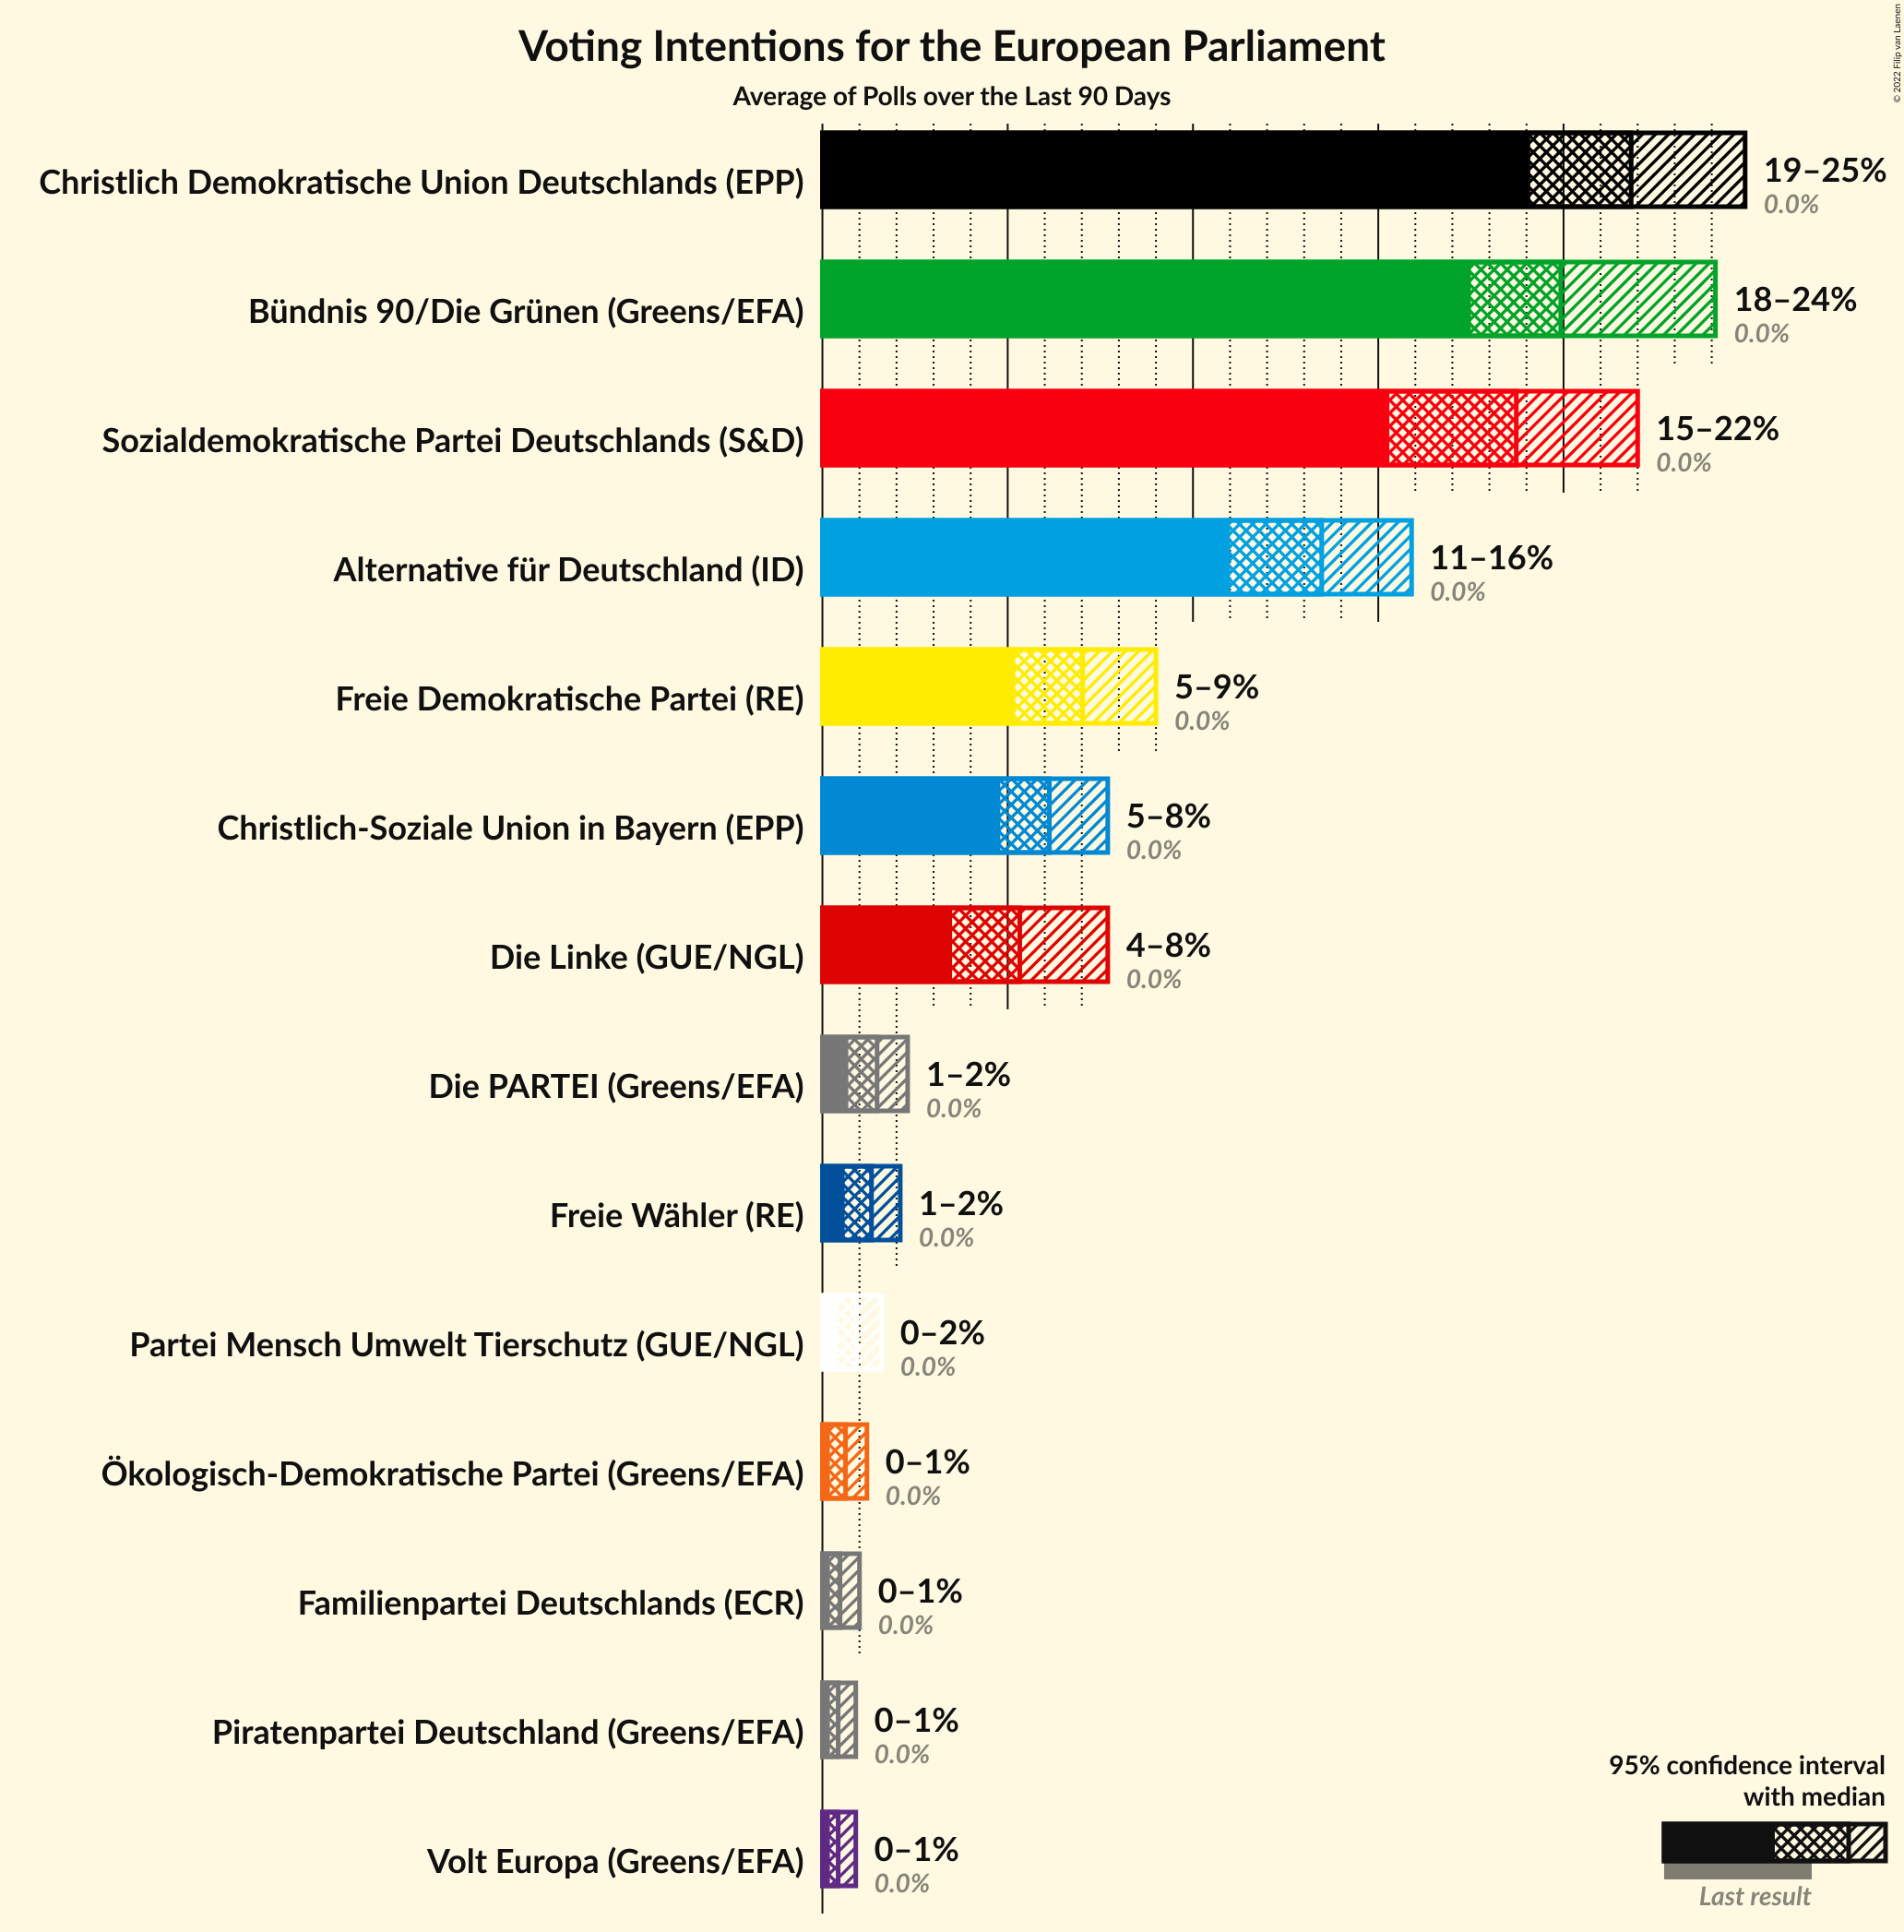 Voting Intentions for the European Parliament
Average of Polls over the Last 90 Days
© 2022 Filip van Laenen
Christlich Demokratische Union Deutschlands (EPP)
19–25%
0.0%
Bündnis 90/Die Grünen (Greens/EFA)
18–24%
0.0%
Sozialdemokratische Partei Deutschlands (S&D)
15–22%
0.0%
Alternative für Deutschland (ID)
11–16%
0.0%
Freie Demokratische Partei (RE)
5–9%
0.0%
Christlich-Soziale Union in Bayern (EPP)
5–8%
0.0%
Die Linke (GUE/NGL)
4–8%
0.0%
Die PARTEI (Greens/EFA)
1–2%
0.0%
Freie Wähler (RE)
1–2%
0.0%
Partei Mensch Umwelt Tierschutz (GUE/NGL)
0–2%
0.0%
Ökologisch-Demokratische Partei (Greens/EFA)
0–1%
0.0%
Familienpartei Deutschlands (ECR)
0–1%
0.0%
Piratenpartei Deutschland (Greens/EFA)
0–1%
0.0%
Volt Europa (Greens/EFA)
0–1%
0.0%
95% confidence interval
with median
Last result